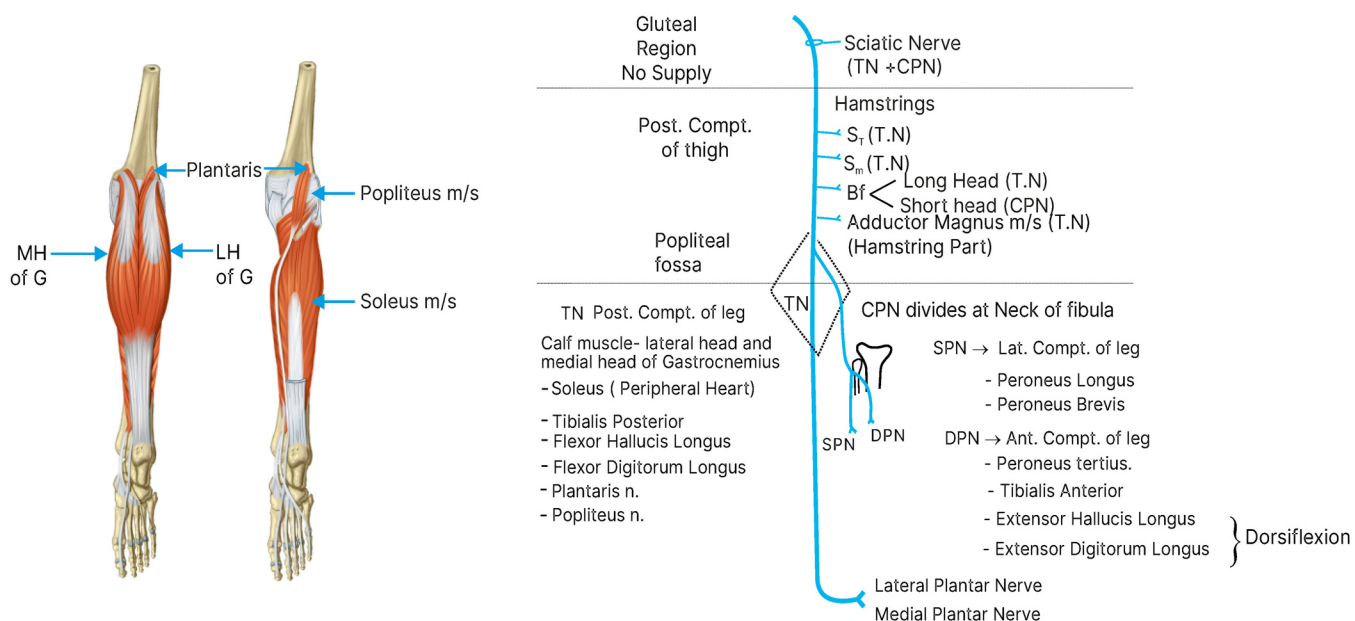 Plantaris
Popliteus m/s
MH
of G
LH
of G
Soleus m/s
Gluteal
Region
No Supply
Sciatic Nerve
(TN +CPN)
Post. Compt.
of thigh
Hamstrings
ST (T.N)
Sm (T.N)
Bf
Long Head (T.N)
Short head (CPN)
Adductor Magnus m/s (T.N)
(Hamstring Part)
Popliteal
fossa
TN
TN Post. Compt. of leg
Calf muscle- lateral head and
medial head of Gastrocnemius
- Soleus ( Peripheral Heart)
- Tibialis Posterior
- Flexor Hallucis Longus
- Flexor Digitorum Longus
- Plantaris n.
- Popliteus n.
CPN divides at Neck of fibula
SPN → Lat. Compt. of leg
- Peroneus Longus
- Peroneus Brevis
SPN
DPN
DPN → Ant. Compt. of leg
- Peroneus tertius.
- Tibialis Anterior
- Extensor Hallucis Longus
- Extensor Digitorum Longus
Dorsiflexion
Lateral Plantar Nerve
Medial Plantar Nerve